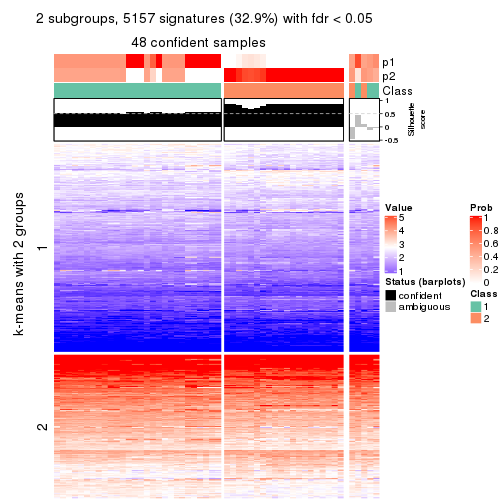 2 subgroups, 5157 signatures (32.9%) with fdr < 0.05
48 confident samples
p1
p2
Class
1
0.5
0
-0.5
Silhouette
score
k-means with 2 groups
1
2
Value
5
4
3
2
1
Status (barplots)
confident
ambiguous
Prob
1
0.8
0.6
0.4
0.2
0
Class
1
2